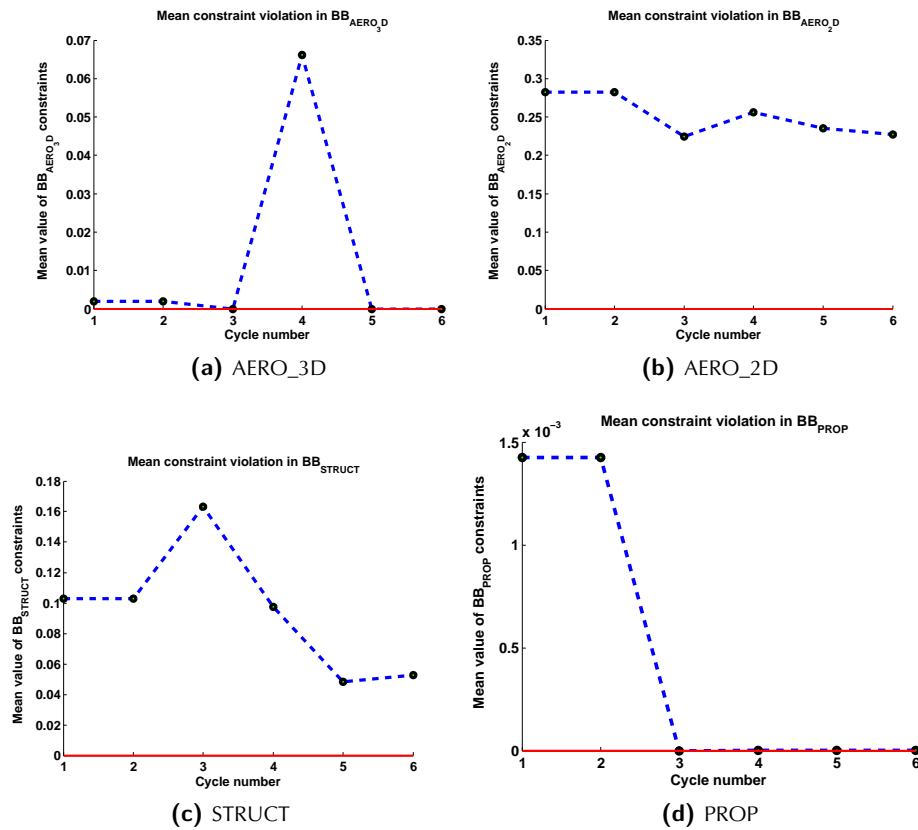 Mean constraint violation in BB_AERO_3D
Mean value of BB_AERO_3D constraints
0.07
0.06
0.05
0.04
0.03
0.02
0.01
0
1 2 3 4 5 6
Cycle number
(a) AERO_3D
Mean constraint violation in BB_AERO_2D
Mean value of BB_AERO_2D constraints
0.35
0.3
0.25
0.2
0.15
0.1
0.05
0
1 2 3 4 5 6
Cycle number
(b) AERO_2D
Mean constraint violation in BB_STRUCT
Mean value of BB_STRUCT constraints
0.18
0.16
0.14
0.12
0.1
0.08
0.06
0.04
0.02
0
1 2 3 4 5 6
Cycle number
(c) STRUCT
Mean constraint violation in BB_PROP
x 10⁻³
Mean value of BB_PROP constraints
1.5
1
0.5
0
1 2 3 4 5 6
Cycle number
(d) PROP